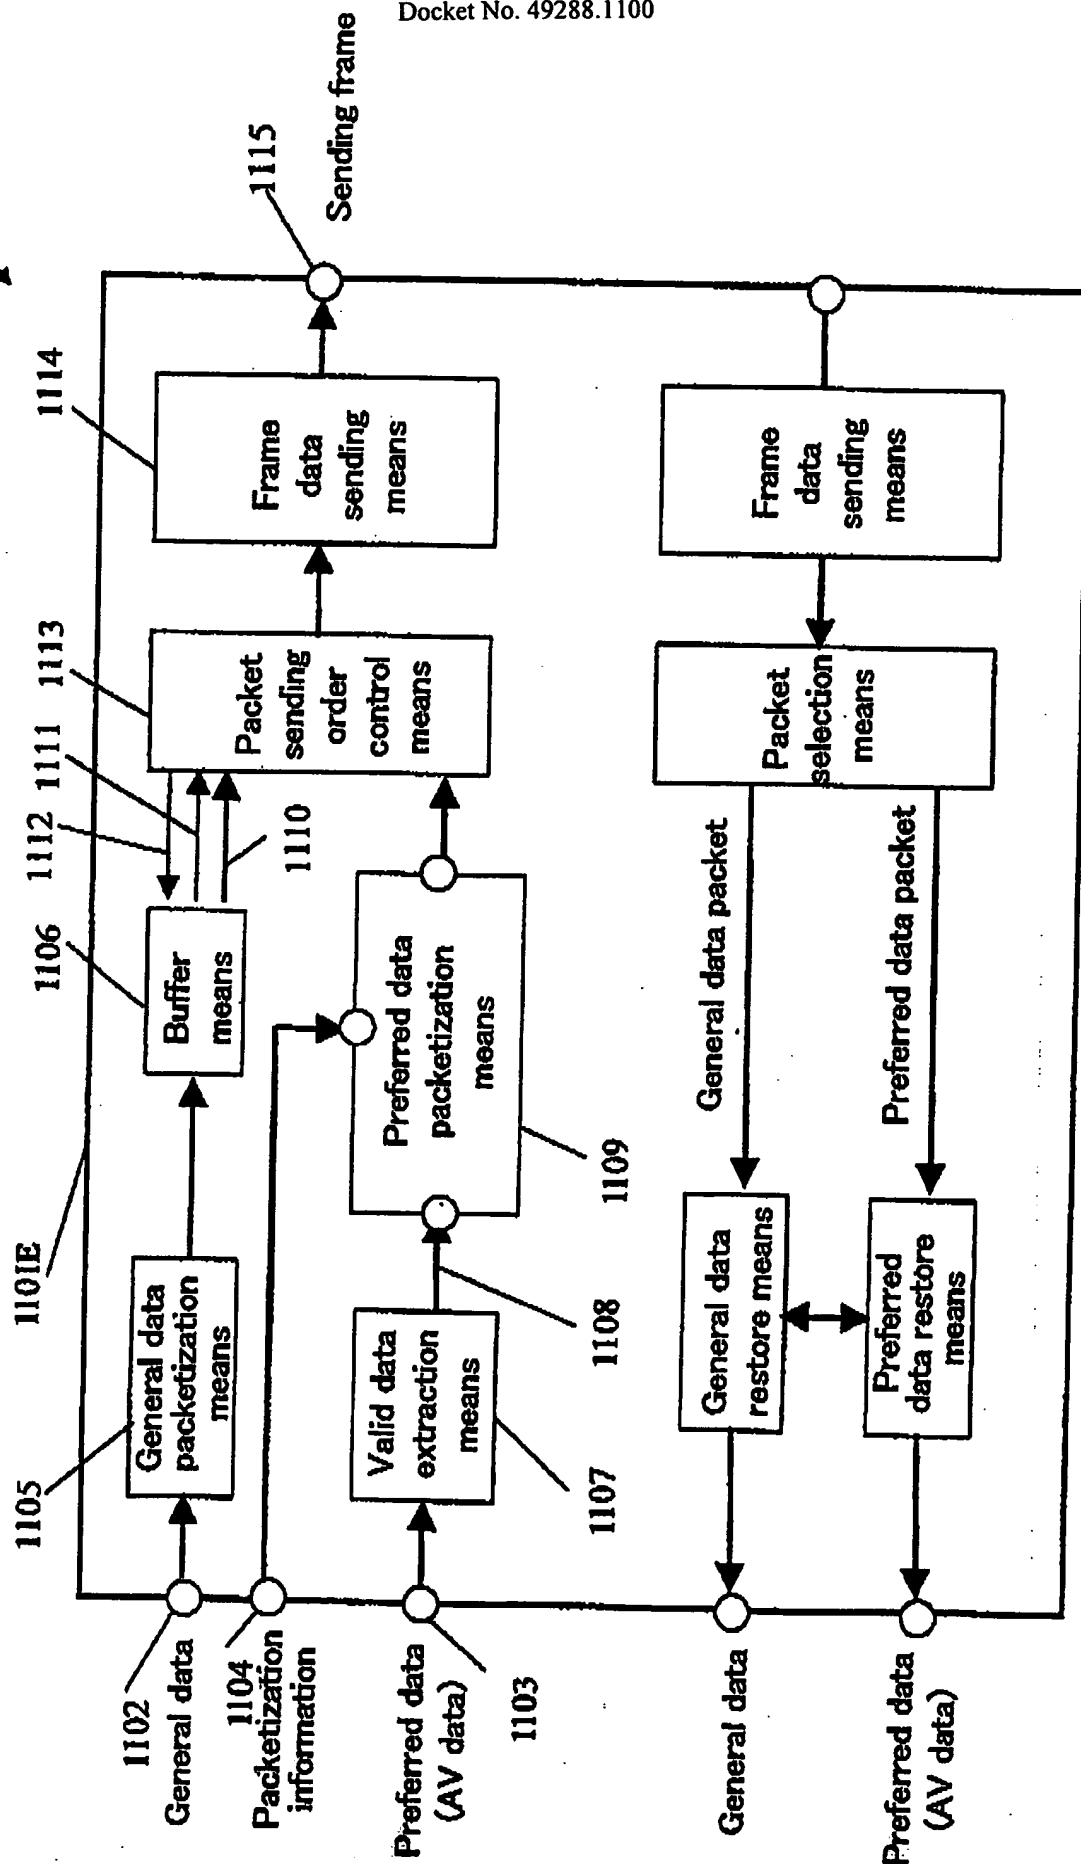 Docket No. 49288.1100
1101E
1102
General data
1105
General data
packetization
means
1106
Buffer
means
1112
1111
1110
1113
Packet
sending
order
control
means
1114
Frame
data
sending
means
1115
Sending frame
1104
Packetization
information
Preferred data
(AV data)
1103
Valid data
extraction
means
1107
1108
Preferred data
packetization
means
1109
General data
General data
restore means
General data packet
Packet
selection
means
Frame
data
sending
means
Preferred data
(AV data)
Preferred
data restore
means
Preferred data packet